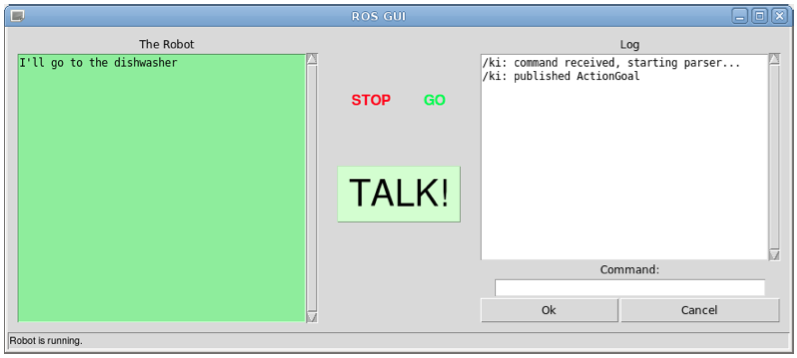 ROS GUI
The Robot
I'll go to the dishwasher
STOP GO
TALK!
Log
/ki: command received, starting parser...
/ki: published ActionGoal
Command:
Ok Cancel
Robot is running.